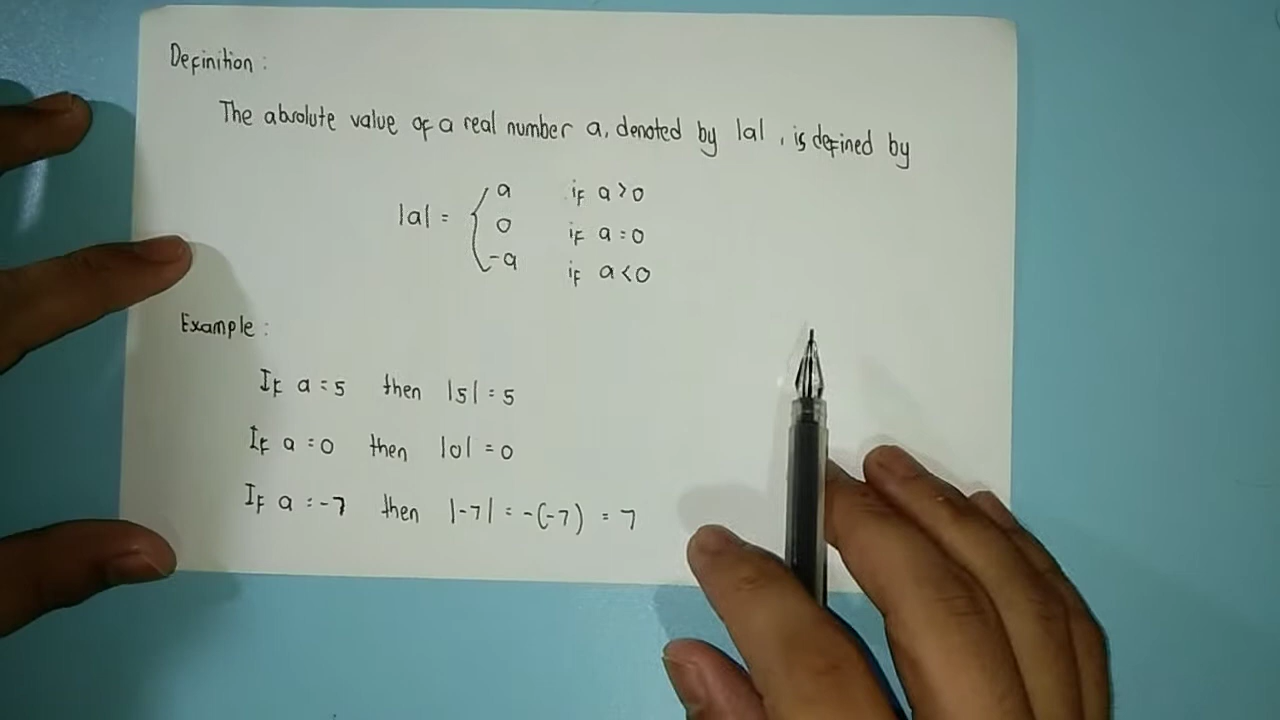 Definition :
The absolute value of a real number a, denoted by |a| , is defined by
|a| = { a if a > 0
0 if a = 0
-a if a < 0
Example :
If a = 5 then |5| = 5
If a = 0 then |0| = 0
If a = -7 then |-7| = -(-7) = 7